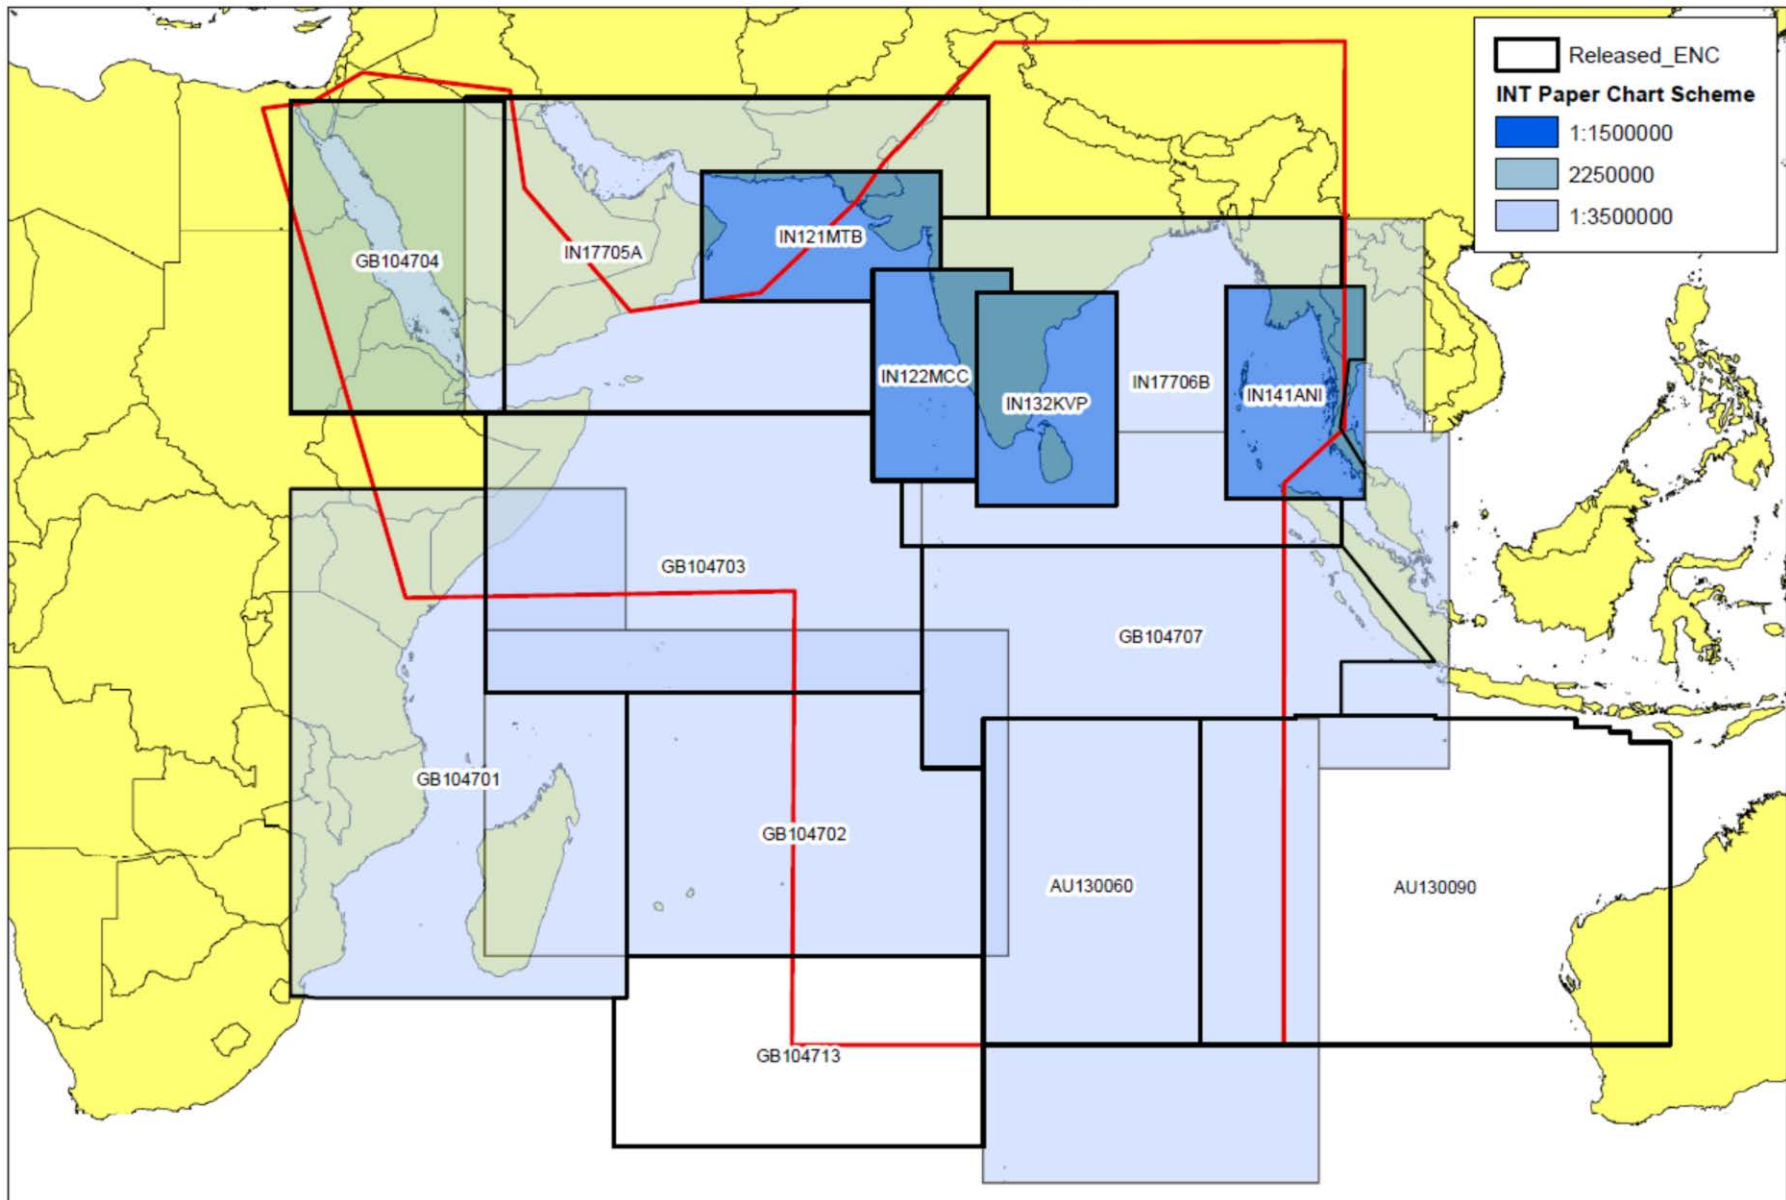 Released_ENC
INT Paper Chart Scheme
1:1500000
2250000
1:3500000
IN121MTB
IN17705A
GB104704
IN122MCC
IN17706B
IN141ANI
IN132KVP
GB104703
GB104707
GB104701
GB104702
AU130060
AU130090
GB104713